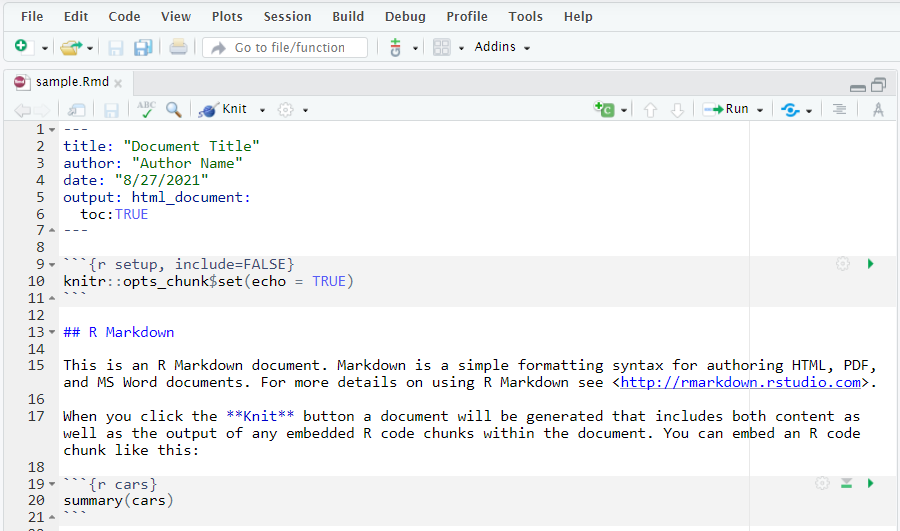 File Edit Code View Plots Session Build Debug Profile Tools Help
Go to file/function Addins
sample.Rmd
ABC Knit Run
1 ---
2 title: "Document Title"
3 author: "Author Name"
4 date: "8/27/2021"
5 output: html_document:
6   toc:TRUE
7 ---
8
9 ```{r setup, include=FALSE}
10 knitr::opts_chunk$set(echo = TRUE)
11 ```
12
13 ## R Markdown
14
15 This is an R Markdown document. Markdown is a simple formatting syntax for authoring HTML, PDF,
and MS Word documents. For more details on using R Markdown see <http://rmarkdown.rstudio.com>.
16
17 When you click the **Knit** button a document will be generated that includes both content as
well as the output of any embedded R code chunks within the document. You can embed an R code
chunk like this:
18
19 ```{r cars}
20 summary(cars)
21 ```